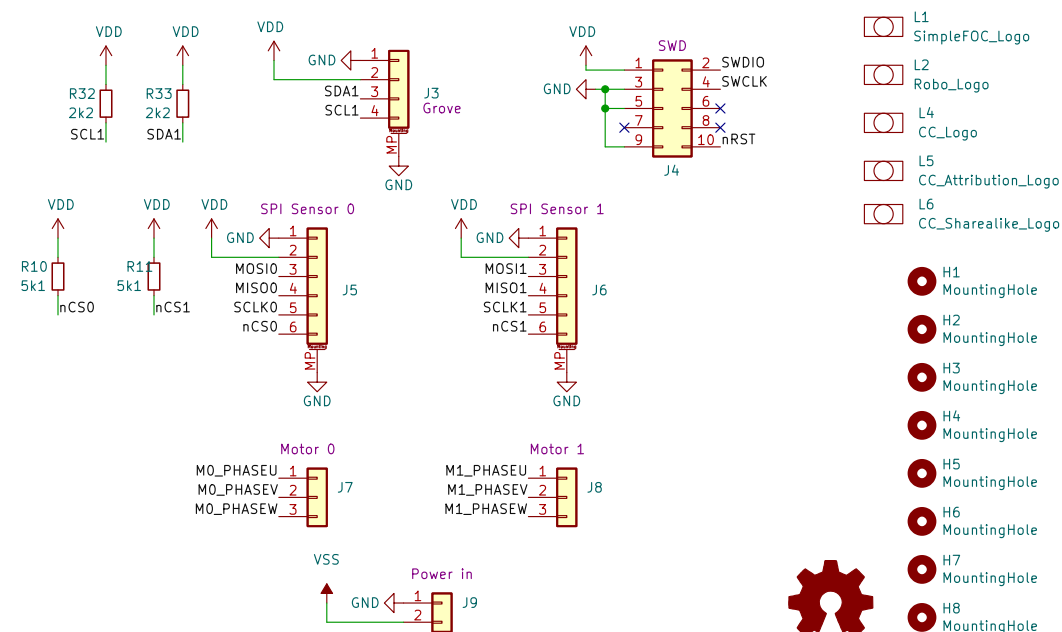 VDD
VDD
R32
2k2
SCL1
R33
2k2
SDA1
VDD
GND
1
2
SDA1 3
SCL1 4
J3
Grove
MP
GND
VDD
SWD
GND
1
3
5
7
9
2 SWDIO
4 SWCLK
6
8
10 nRST
J4
L1
SimpleFOC_Logo
L2
Robo_Logo
L4
CC_Logo
L5
CC_Attribution_Logo
L6
CC_Sharealike_Logo
VDD
R10
5k1
nCS0
VDD
R11
5k1
nCS1
VDD
SPI Sensor 0
GND 1
2
MOSI0 3
MISO0 4
SCLK0 5
nCS0 6
J5
MP
GND
VDD
SPI Sensor 1
GND 1
2
MOSI1 3
MISO1 4
SCLK1 5
nCS1 6
J6
MP
GND
H1
MountingHole
H2
MountingHole
H3
MountingHole
H4
MountingHole
H5
MountingHole
H6
MountingHole
H7
MountingHole
H8
MountingHole
Motor 0
M0_PHASEU 1
M0_PHASEV 2
M0_PHASEW 3
J7
Motor 1
M1_PHASEU 1
M1_PHASEV 2
M1_PHASEW 3
J8
VSS
Power in
GND 1
2
J9